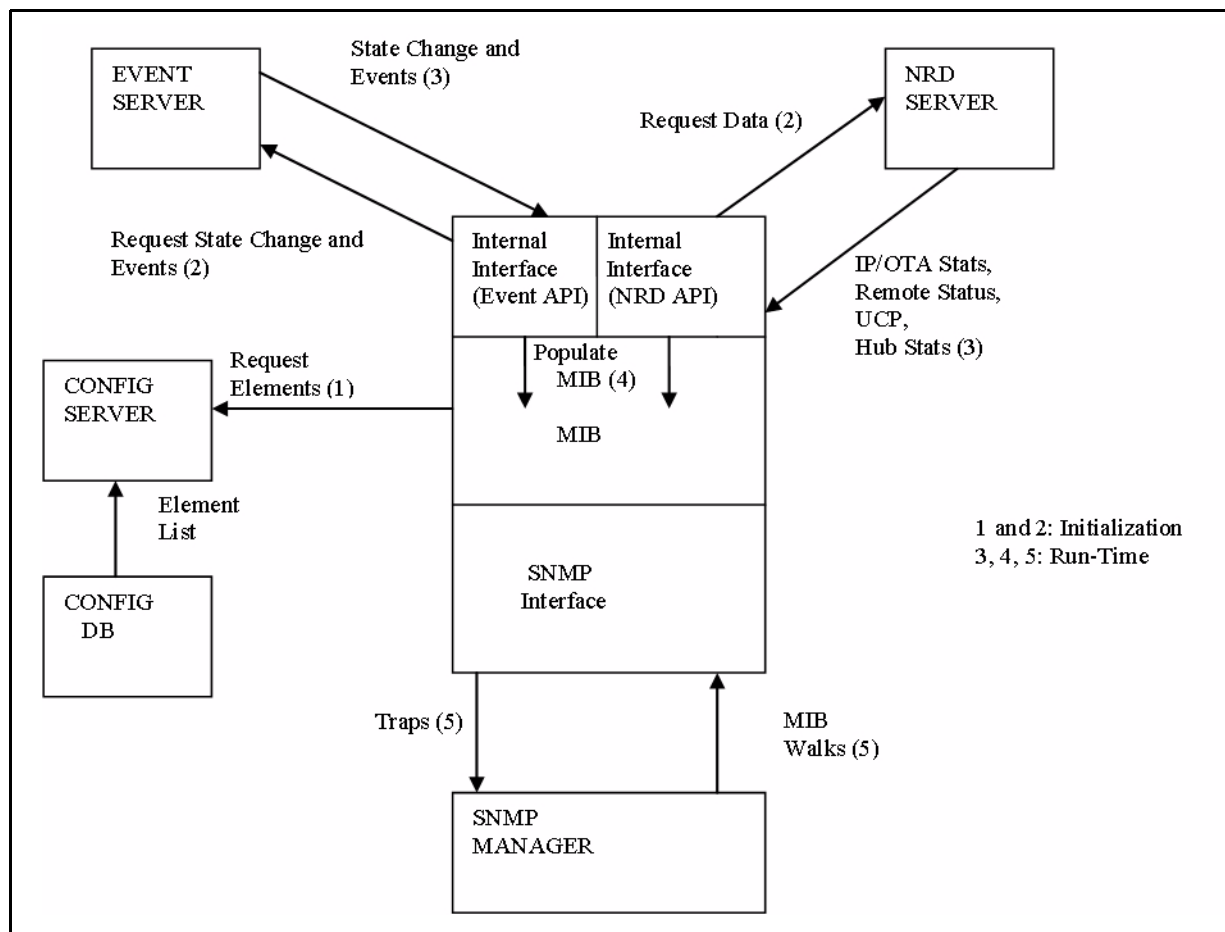 EVENT
SERVER
State Change and
Events (3)
NRD
SERVER
Request Data (2)
Request State Change and
Events (2)
Internal
Interface
(Event API)
Internal
Interface
(NRD API)
IP/OTA Stats,
Remote Status,
UCP,
Hub Stats (3)
Populate
MIB (4)
Request
Elements (1)
CONFIG
SERVER
MIB
Element
List
1 and 2: Initialization
3, 4, 5: Run-Time
SNMP
Interface
CONFIG
DB
Traps (5)
MIB
Walks (5)
SNMP
MANAGER